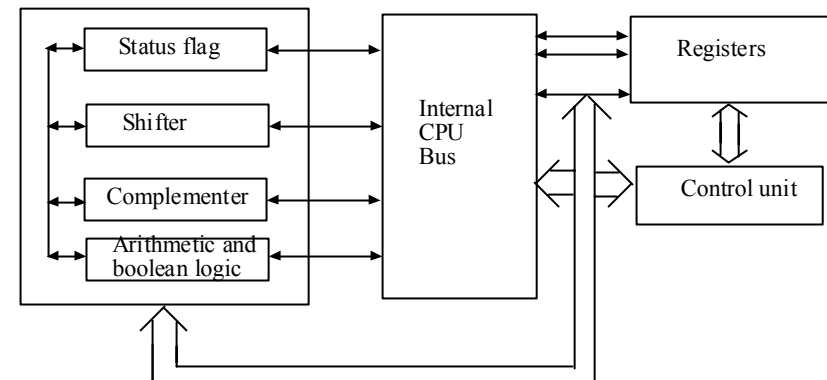 Status flag
Shifter
Complementer
Arithmetic and
boolean logic
Internal
CPU
Bus
Registers
Control unit